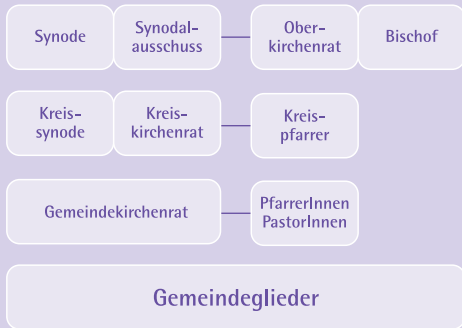 Synode
Synodal-
ausschuss
Ober-
kirchenrat
Bischof
Kreis-
synode
Kreis-
kirchenrat
Kreis-
pfarrer
Gemeindekirchenrat
PfarrerInnen
PastorInnen
Gemeindeglieder